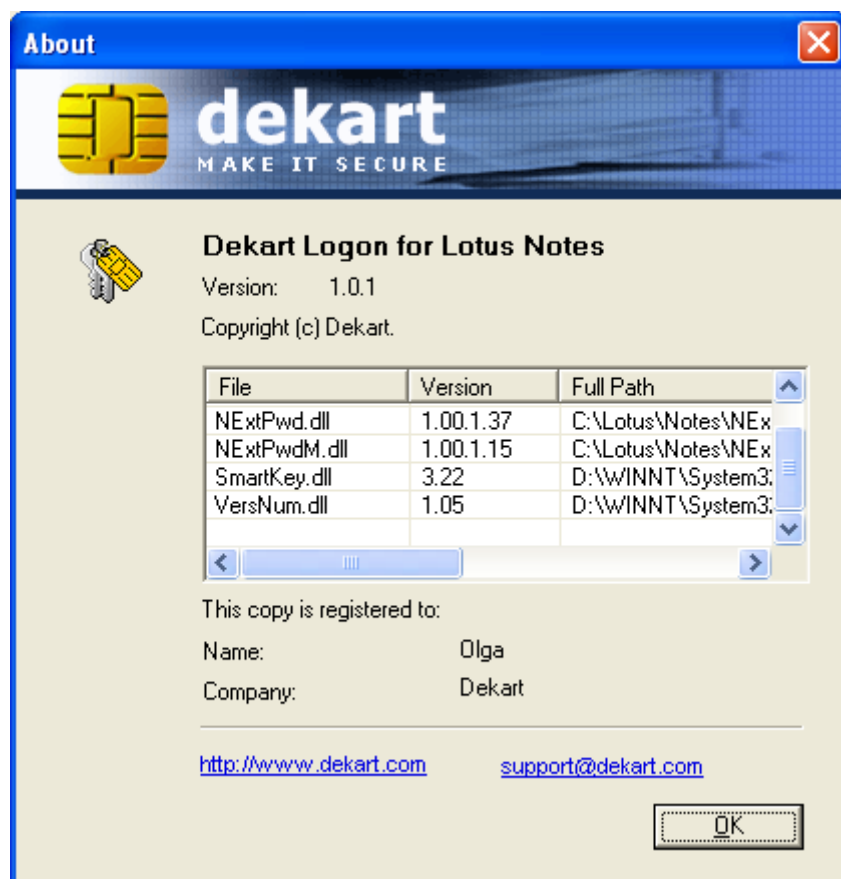 About
dekart
MAKE IT SECURE
Dekart Logon for Lotus Notes
Version: 1.0.1
Copyright (c) Dekart.
File Version Full Path
NExtPwd.dll 1.00.1.37 C:\Lotus\Notes\NEx
NExtPwdM.dll 1.00.1.15 C:\Lotus\Notes\NEx
SmartKey.dll 3.22 D:\WINNT\System3
VersNum.dll 1.05 D:\WINNT\System3
This copy is registered to:
Name: Olga
Company: Dekart
http://www.dekart.com support@dekart.com
OK